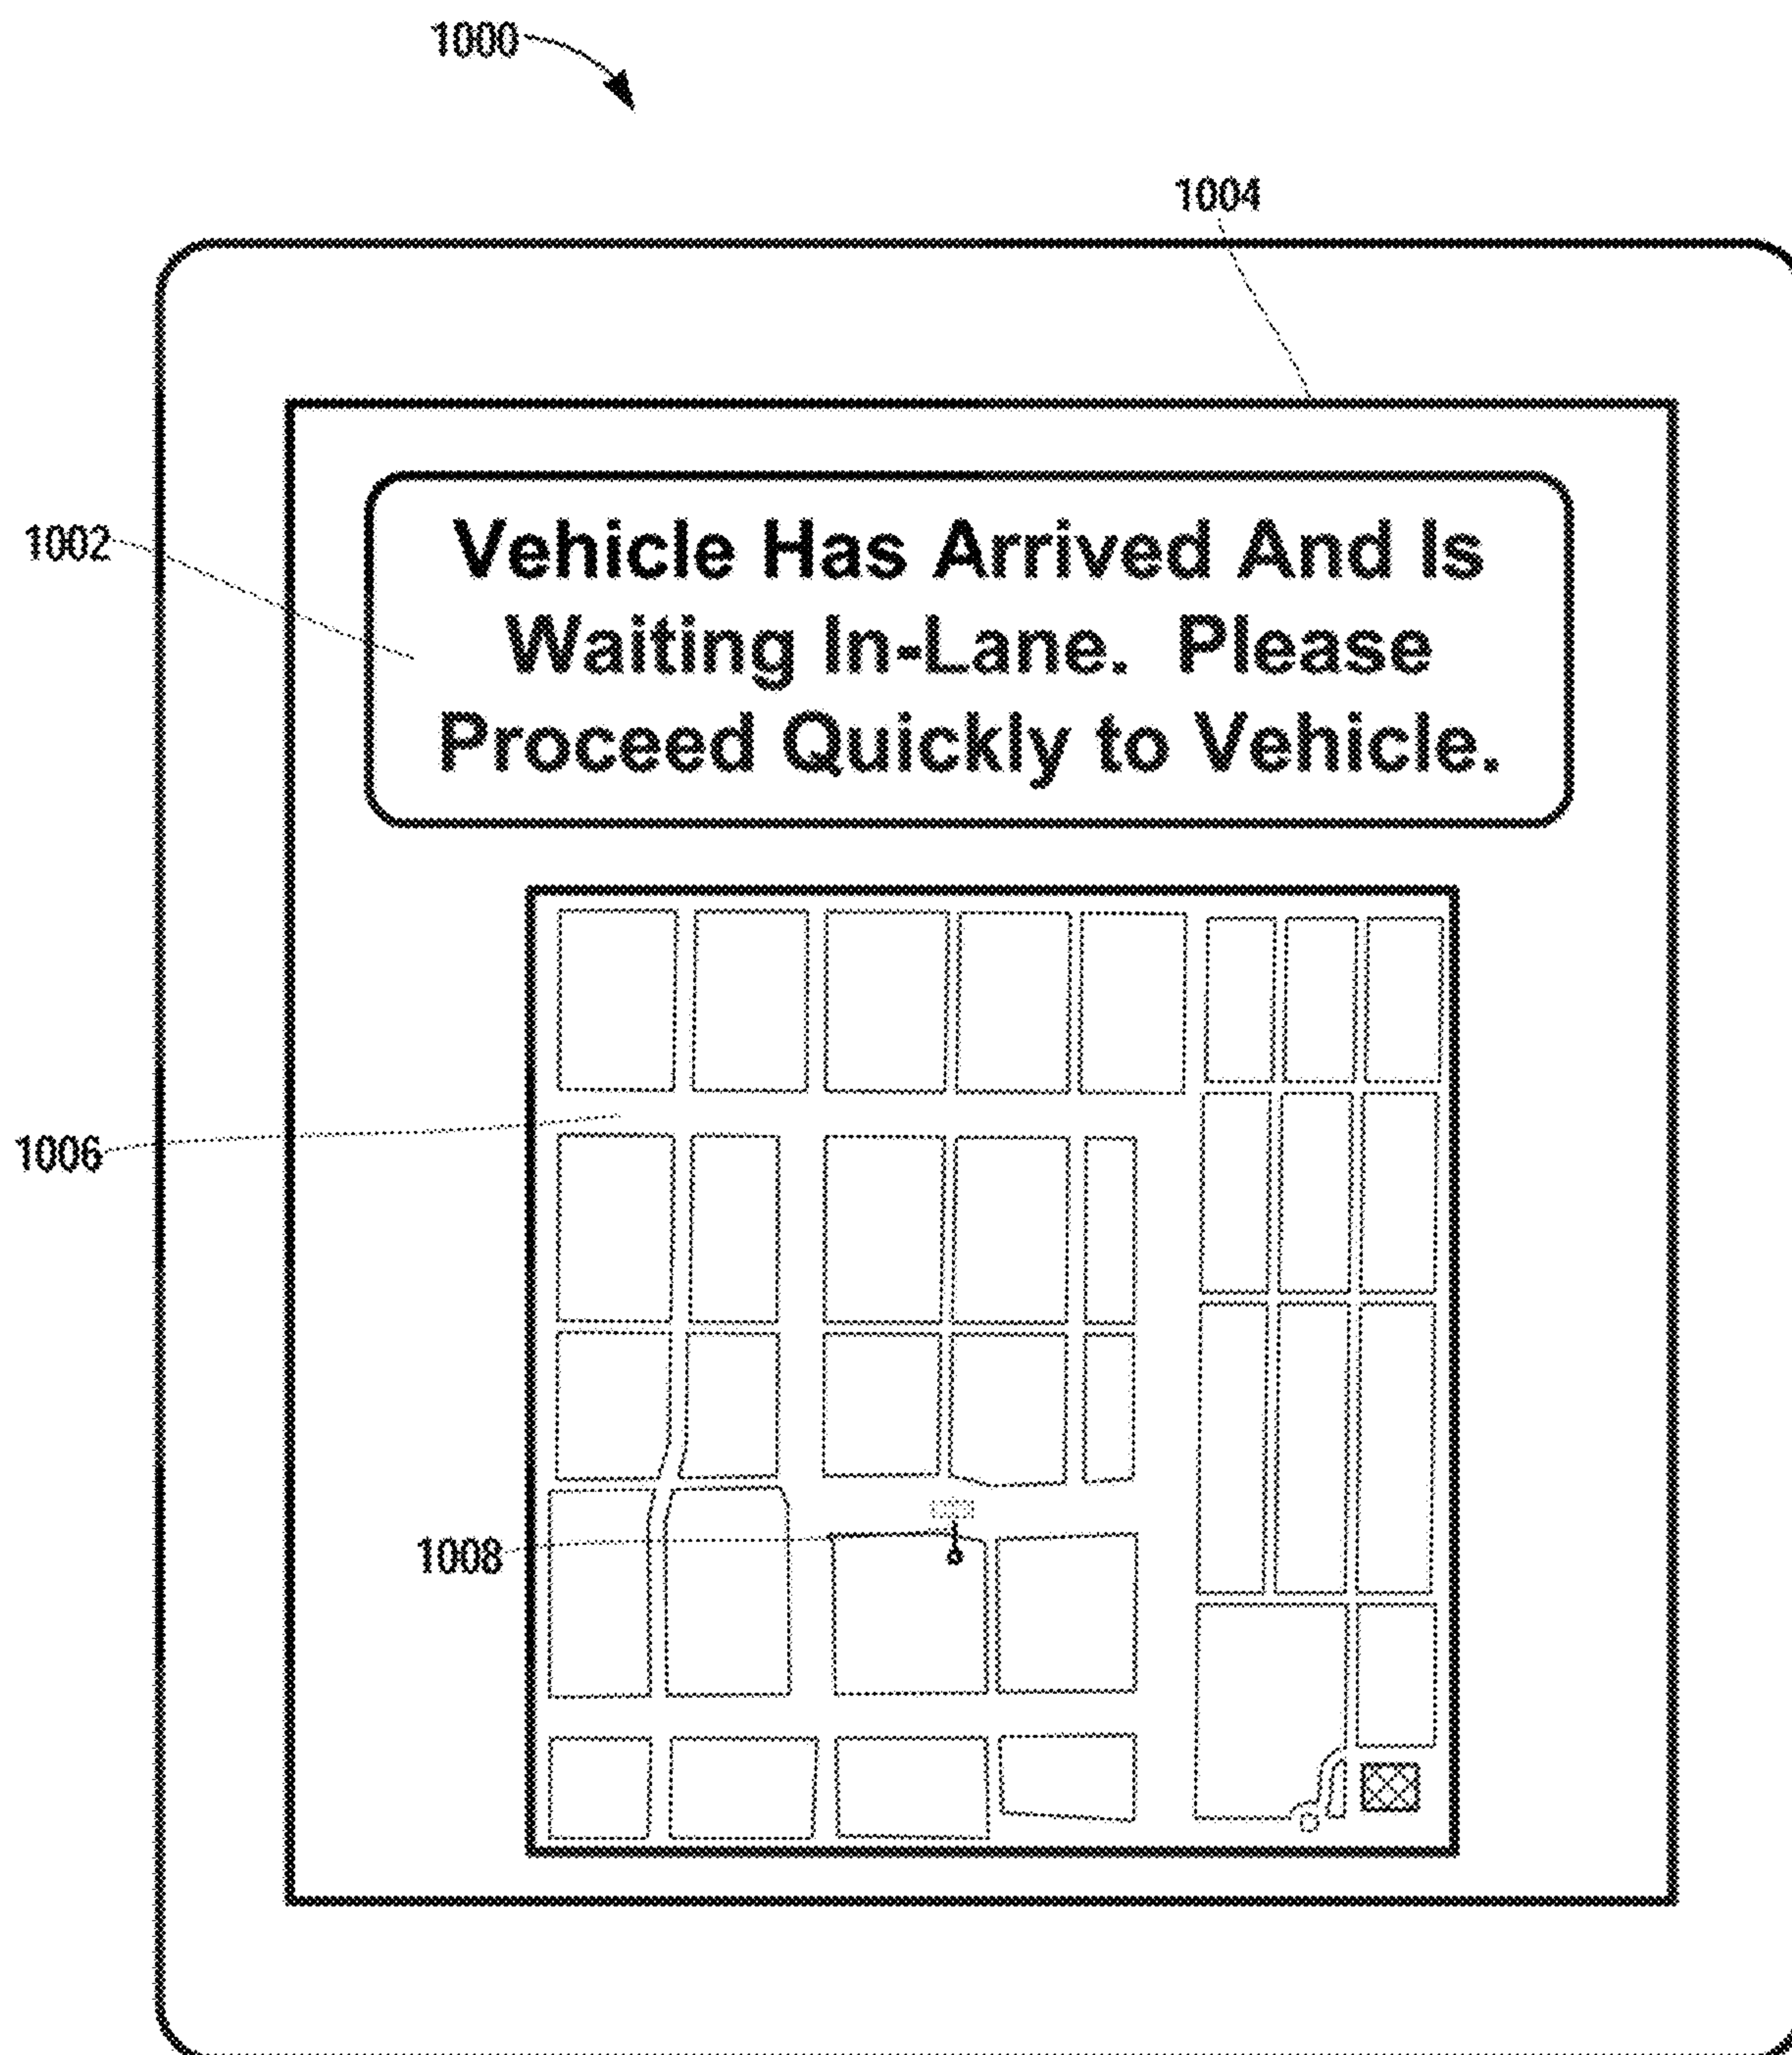 1000
1004
1002
Vehicle Has Arrived And Is
Waiting In-Lane. Please
Proceed Quickly to Vehicle.
1006
1008